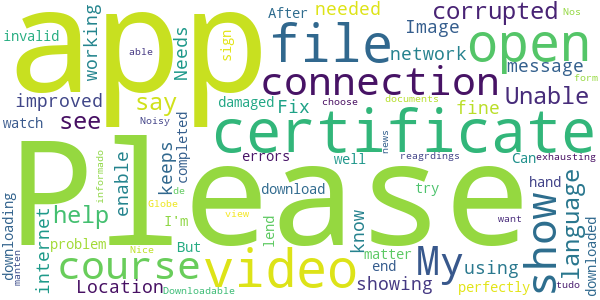 app
Please
file
open
certificate
connection
course
video
My
show
language
corrupted
Unable
needed
Image
network
message
Fix
fine
Needs
working
invalid
After
able
sign
Nos
form
improved
say
Noisy
damaged
choose
documents
watch
see
keeps
completed
errors
well
news
reagrdings
Can
exhausting
enable
download
try
hand
downloaded
downloading
internet
help
informado
de
I'm
Globe
view
lend
know
matter
want
problem
But
end
using
perfectly
manten
Location
Nice
Downloadable
showing
tudo